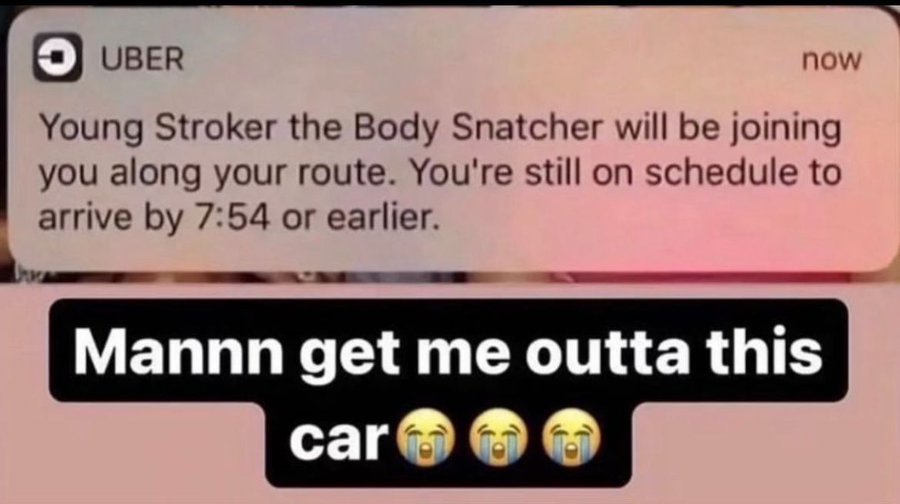 UBER now
Young Stroker the Body Snatcher will be joining
you along your route. You're still on schedule to
arrive by 7:54 or earlier.
Mannn get me outta this
car😭😭😭